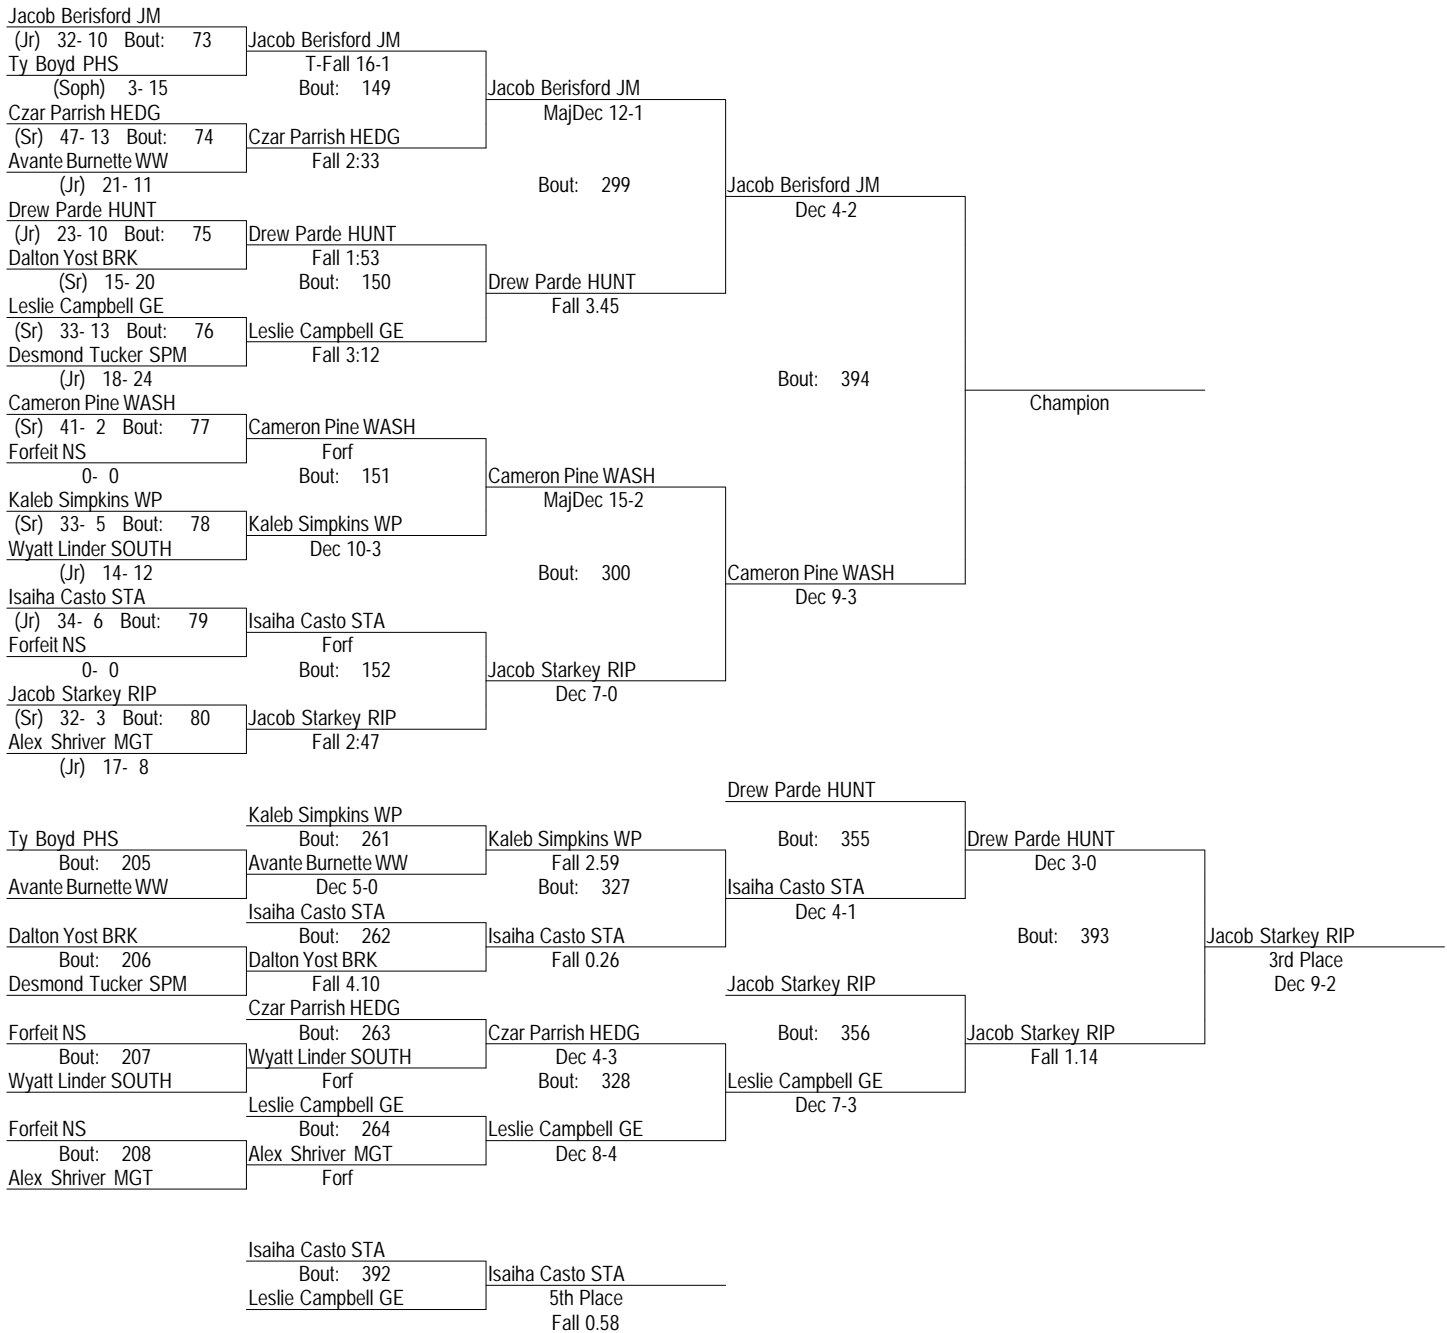 Jacob Berisford JM
(Jr) 32- 10 Bout: 73 Jacob Berisford JM
Ty Boyd PHS T-Fall 16-1
(Soph) 3- 15 Bout: 149 Jacob Berisford JM
Czar Parrish HEDG MajDec 12-1
(Sr) 47- 13 Bout: 74 Czar Parrish HEDG
Avante Burnette WW Fall 2:33
(Jr) 21- 11 Bout: 299 Jacob Berisford JM
Drew Parde HUNT Dec 4-2
(Jr) 23- 10 Bout: 75 Drew Parde HUNT
Dalton Yost BRK Fall 1:53
(Sr) 15- 20 Bout: 150 Drew Parde HUNT
Leslie Campbell GE Fall 3.45
(Sr) 33- 13 Bout: 76 Leslie Campbell GE
Desmond Tucker SPM Fall 3:12
(Jr) 18- 24 Bout: 394
Cameron Pine WASH Champion
(Sr) 41- 2 Bout: 77 Cameron Pine WASH
Forfeit NS Forf
0- 0 Bout: 151 Cameron Pine WASH
Kaleb Simpkins WP MajDec 15-2
(Sr) 33- 5 Bout: 78 Kaleb Simpkins WP
Wyatt Linder SOUTH Dec 10-3
(Jr) 14- 12 Bout: 300 Cameron Pine WASH
Isaiha Casto STA Dec 9-3
(Jr) 34- 6 Bout: 79 Isaiha Casto STA
Forfeit NS Forf
0- 0 Bout: 152 Jacob Starkey RIP
Jacob Starkey RIP Dec 7-0
(Sr) 32- 3 Bout: 80 Jacob Starkey RIP
Alex Shriver MGT Fall 2:47
(Jr) 17- 8
Drew Parde HUNT
Kaleb Simpkins WP
Ty Boyd PHS Bout: 261 Kaleb Simpkins WP Bout: 355 Drew Parde HUNT
Bout: 205 Avante Burnette WW Fall 2.59 Dec 3-0
Avante Burnette WW Dec 5-0 Bout: 327 Isaiha Casto STA
Isaiha Casto STA Dec 4-1
Dalton Yost BRK Bout: 262 Isaiha Casto STA Bout: 393 Jacob Starkey RIP
Bout: 206 Dalton Yost BRK Fall 0.26 3rd Place
Desmond Tucker SPM Fall 4.10 Jacob Starkey RIP Dec 9-2
Czar Parrish HEDG
Forfeit NS Bout: 263 Czar Parrish HEDG Bout: 356 Jacob Starkey RIP
Bout: 207 Wyatt Linder SOUTH Dec 4-3 Fall 1.14
Wyatt Linder SOUTH Forf Bout: 328 Leslie Campbell GE
Leslie Campbell GE Dec 7-3
Forfeit NS Bout: 264 Leslie Campbell GE
Bout: 208 Alex Shriver MGT Dec 8-4
Alex Shriver MGT Forf
Isaiha Casto STA
Bout: 392 Isaiha Casto STA
Leslie Campbell GE 5th Place
Fall 0.58